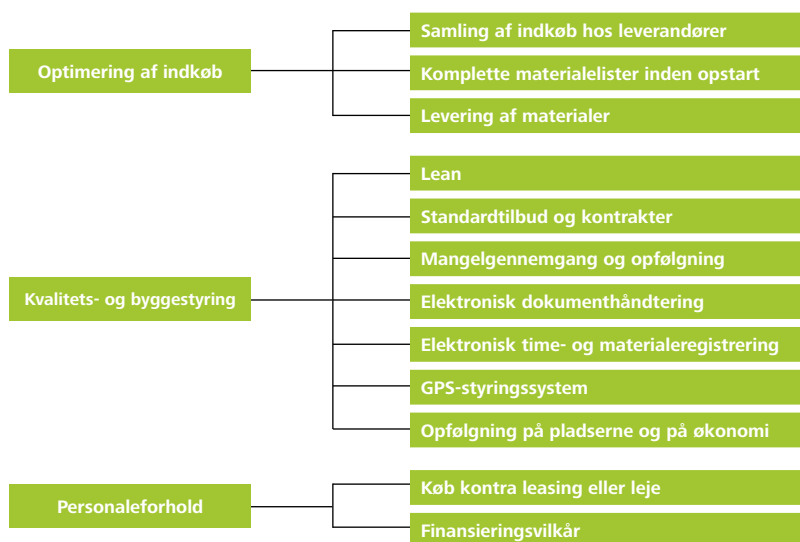 Optimering af indkøb
Samling af indkøb hos leverandører
Komplette materialelister inden opstart
Levering af materialer
Kvalitets- og byggestyring
Lean
Standardtilbud og kontrakter
Mangelgennemgang og opfølgning
Elektronisk dokumenthåndtering
Elektronisk time- og materialeregistrering
GPS-styringssystem
Opfølgning på pladserne og på økonomi
Personaleforhold
Køb kontra leasing eller leje
Finansieringsvilkår